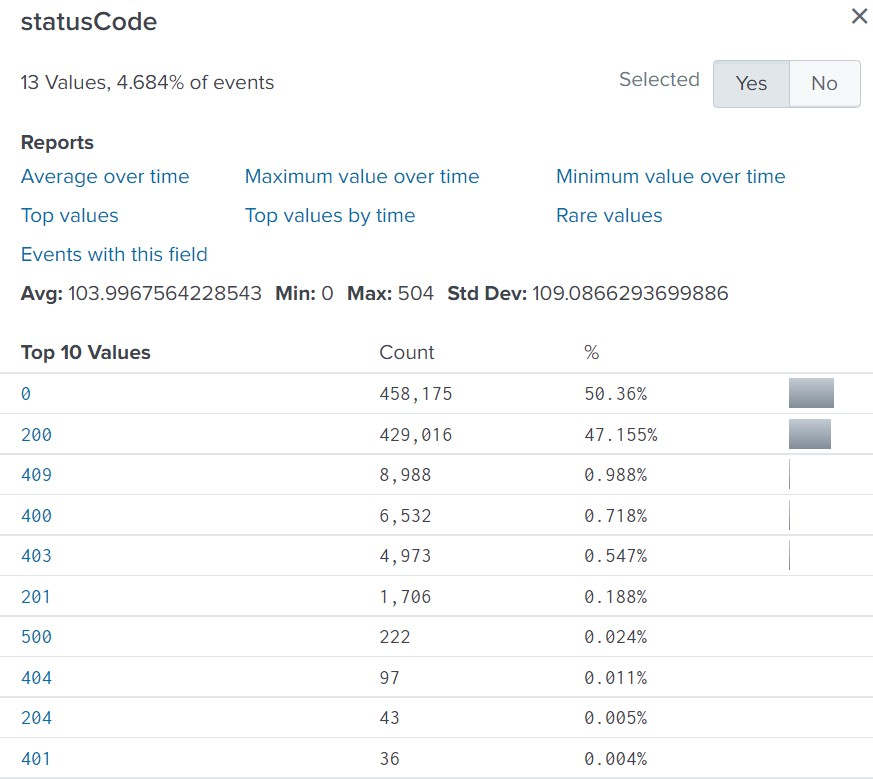 statusCode
13 Values, 4.684% of events
Selected Yes No
Reports
Average over time Maximum value over time Minimum value over time
Top values Top values by time Rare values
Events with this field
Avg: 103.9967564228543 Min: 0 Max: 504 Std Dev: 109.0866293699886
Top 10 Values Count %
0 458,175 50.36%
200 429,016 47.155%
409 8,988 0.988%
400 6,532 0.718%
403 4,973 0.547%
201 1,706 0.188%
500 222 0.024%
404 97 0.011%
204 43 0.005%
401 36 0.004%